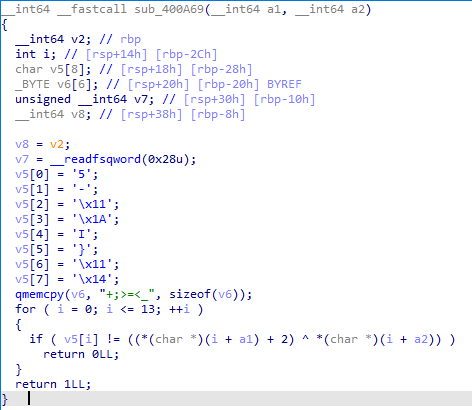 __int64 __fastcall sub_400A69(__int64 a1, __int64 a2)
{
  __int64 v2; // rbp
  int i; // [rsp+14h] [rbp-2Ch]
  char v5[8]; // [rsp+18h] [rbp-28h]
  _BYTE v6[6]; // [rsp+20h] [rbp-20h] BYREF
  unsigned __int64 v7; // [rsp+30h] [rbp-10h]
  __int64 v8; // [rsp+38h] [rbp-8h]

  v8 = v2;
  v7 = __readfsqword(0x28u);
  v5[0] = '5';
  v5[1] = '-';
  v5[2] = '\x11';
  v5[3] = '\x1A';
  v5[4] = 'I';
  v5[5] = '}';
  v5[6] = '\x11';
  v5[7] = '\x14';
  qmemcpy(v6, "+;>=<_", sizeof(v6));
  for ( i = 0; i <= 13; ++i )
  {
    if ( v5[i] != ((*(char *)(i + a1) + 2) ^ *(char *)(i + a2)) )
      return 0LL;
  }
  return 1LL;
}